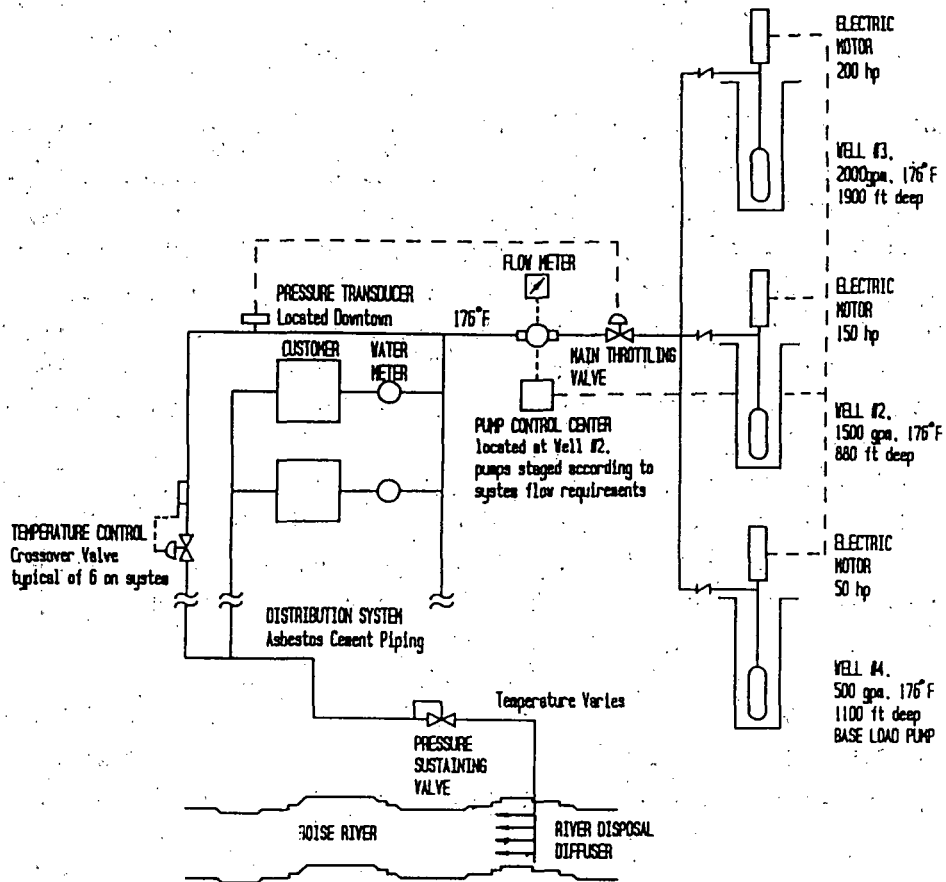 ELECTRIC
MOTOR
200 hp
WELL #3,
2000gpm, 176°F
1900 ft deep
FLOW METER
PRESSURE TRANSDUCER
Located Downtown
176°F
ELECTRIC
MOTOR
150 hp
CUSTOMER
WATER
METER
MAIN THROTTLING
VALVE
PUMP CONTROL CENTER
located at Well #2,
pumps staged according to
system flow requirements
WELL #2,
1500 gpm, 176°F
880 ft deep
TEMPERATURE CONTROL
Crossover Valve
typical of 6 on system
ELECTRIC
MOTOR
50 hp
DISTRIBUTION SYSTEM
Asbestos Cement Piping
WELL #4,
500 gpm, 176°F
1100 ft deep
BASE LOAD PUMP
Temperature Varies
PRESSURE
SUSTAINING
VALVE
BOISE RIVER
RIVER DISPOSAL
DIFFUSER